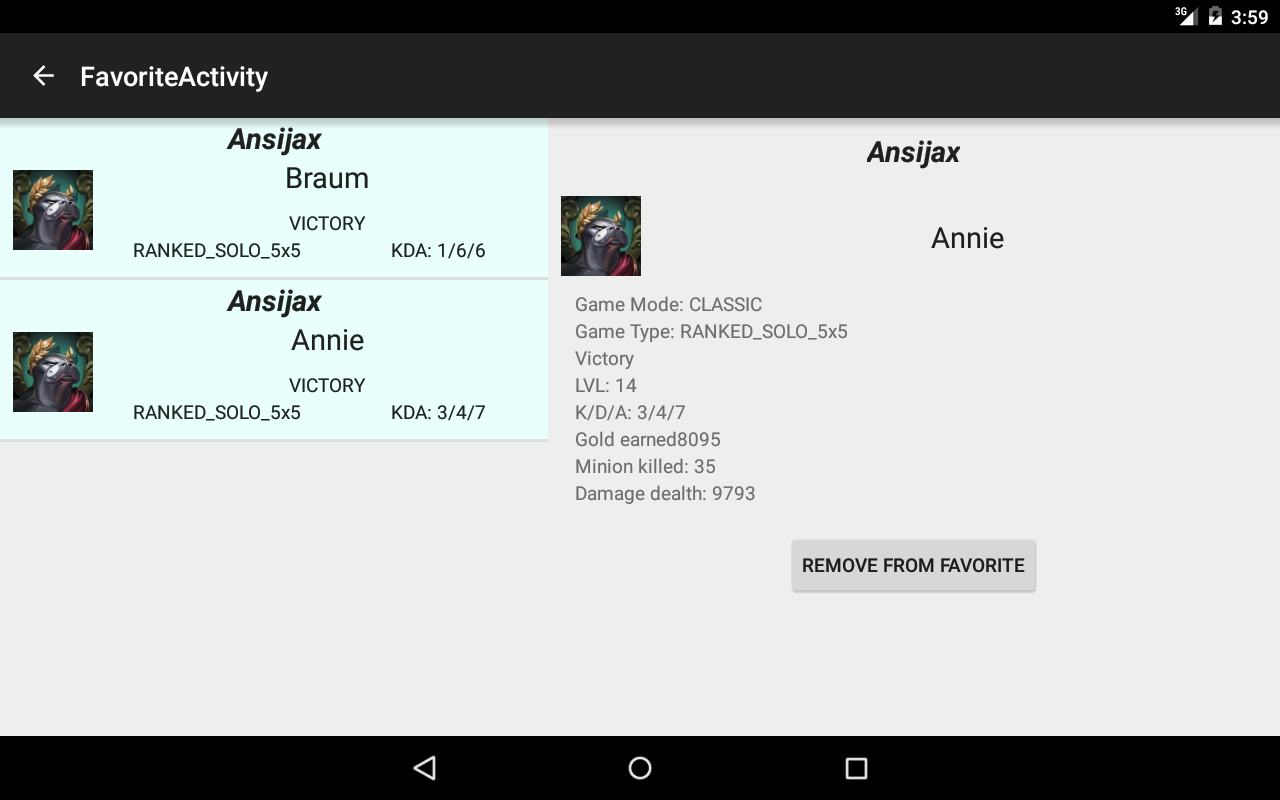 3G
3:59
FavoriteActivity
Ansijax
Braum
VICTORY
RANKED_SOLO_5x5 KDA: 1/6/6
Ansijax
Annie
VICTORY
RANKED_SOLO_5x5 KDA: 3/4/7
Ansijax
Annie
Game Mode: CLASSIC
Game Type: RANKED_SOLO_5x5
Victory
LVL: 14
K/D/A: 3/4/7
Gold earned8095
Minion killed: 35
Damage dealth: 9793
REMOVE FROM FAVORITE